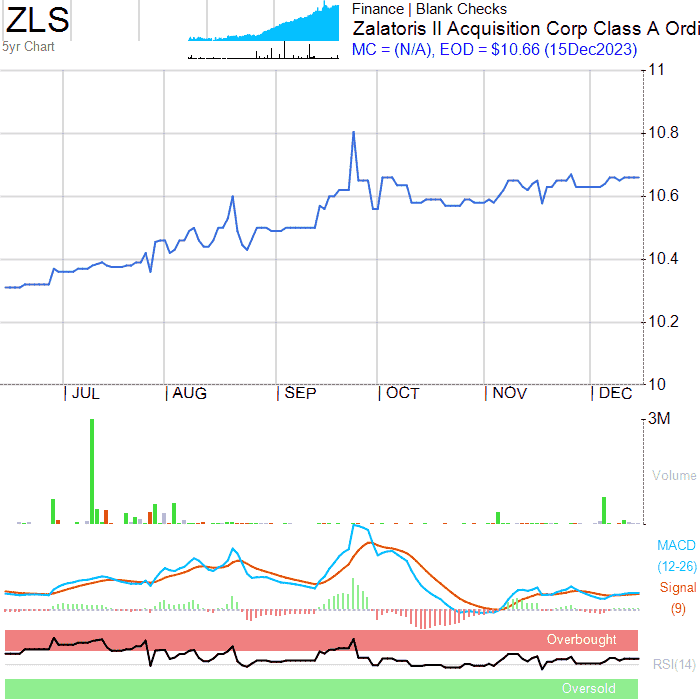 ZLS
5yr Chart
Finance | Blank Checks
Zalatoris II Acquisition Corp Class A Ordi
MC = (N/A), EOD = $10.66 (15Dec2023)
11
10.8
10.6
10.4
10.2
10
JUL AUG SEP OCT NOV DEC
3M
Volume
MACD
(12-26)
Signal
(9)
Overbought
RSI(14)
Oversold